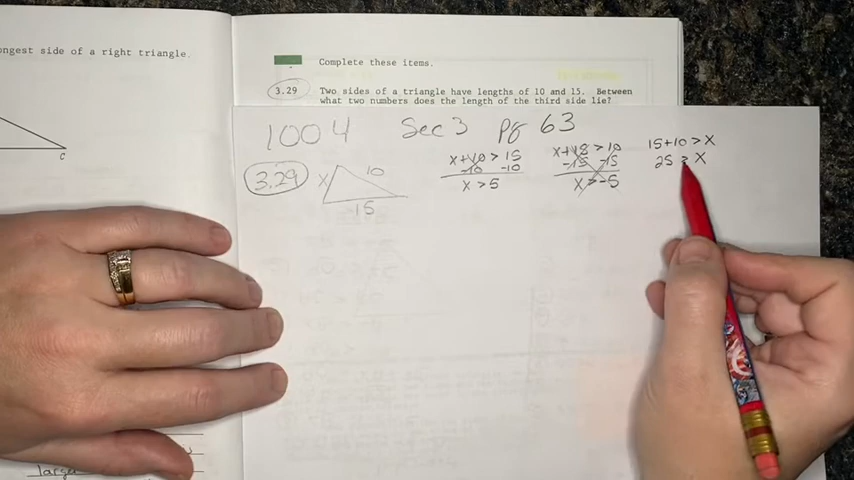 ongest side of a right triangle.
C
Complete these items.
3.29 Two sides of a triangle have lengths of 10 and 15. Between
what two numbers does the length of the third side lie?
1004 Sec 3 pg 63
3.29
x 10
15
x+10 > 15
-10 -10
x > 5
x+15 > 10
-15 -15
x > -5
15+10 > x
25 > x
larg